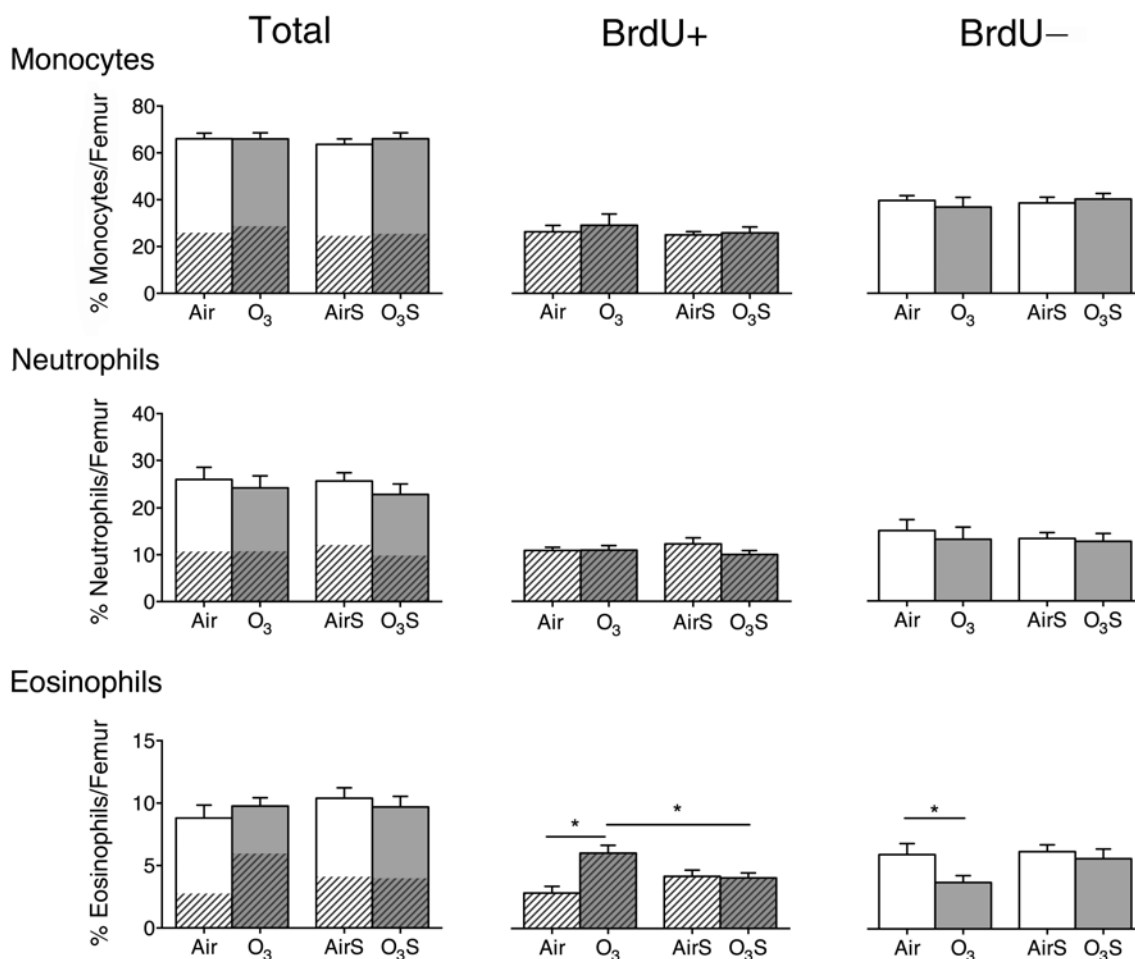 Total BrdU+ BrdU–
Monocytes
% Monocytes/Femur
80
60
40
20
0
Air O₃ AirS O₃S
Air O₃ AirS O₃S
Air O₃ AirS O₃S
Neutrophils
% Neutrophils/Femur
40
30
20
10
0
Air O₃ AirS O₃S
Air O₃ AirS O₃S
Air O₃ AirS O₃S
Eosinophils
% Eosinophils/Femur
15
10
5
0
* * *
Air O₃ AirS O₃S
Air O₃ AirS O₃S
Air O₃ AirS O₃S